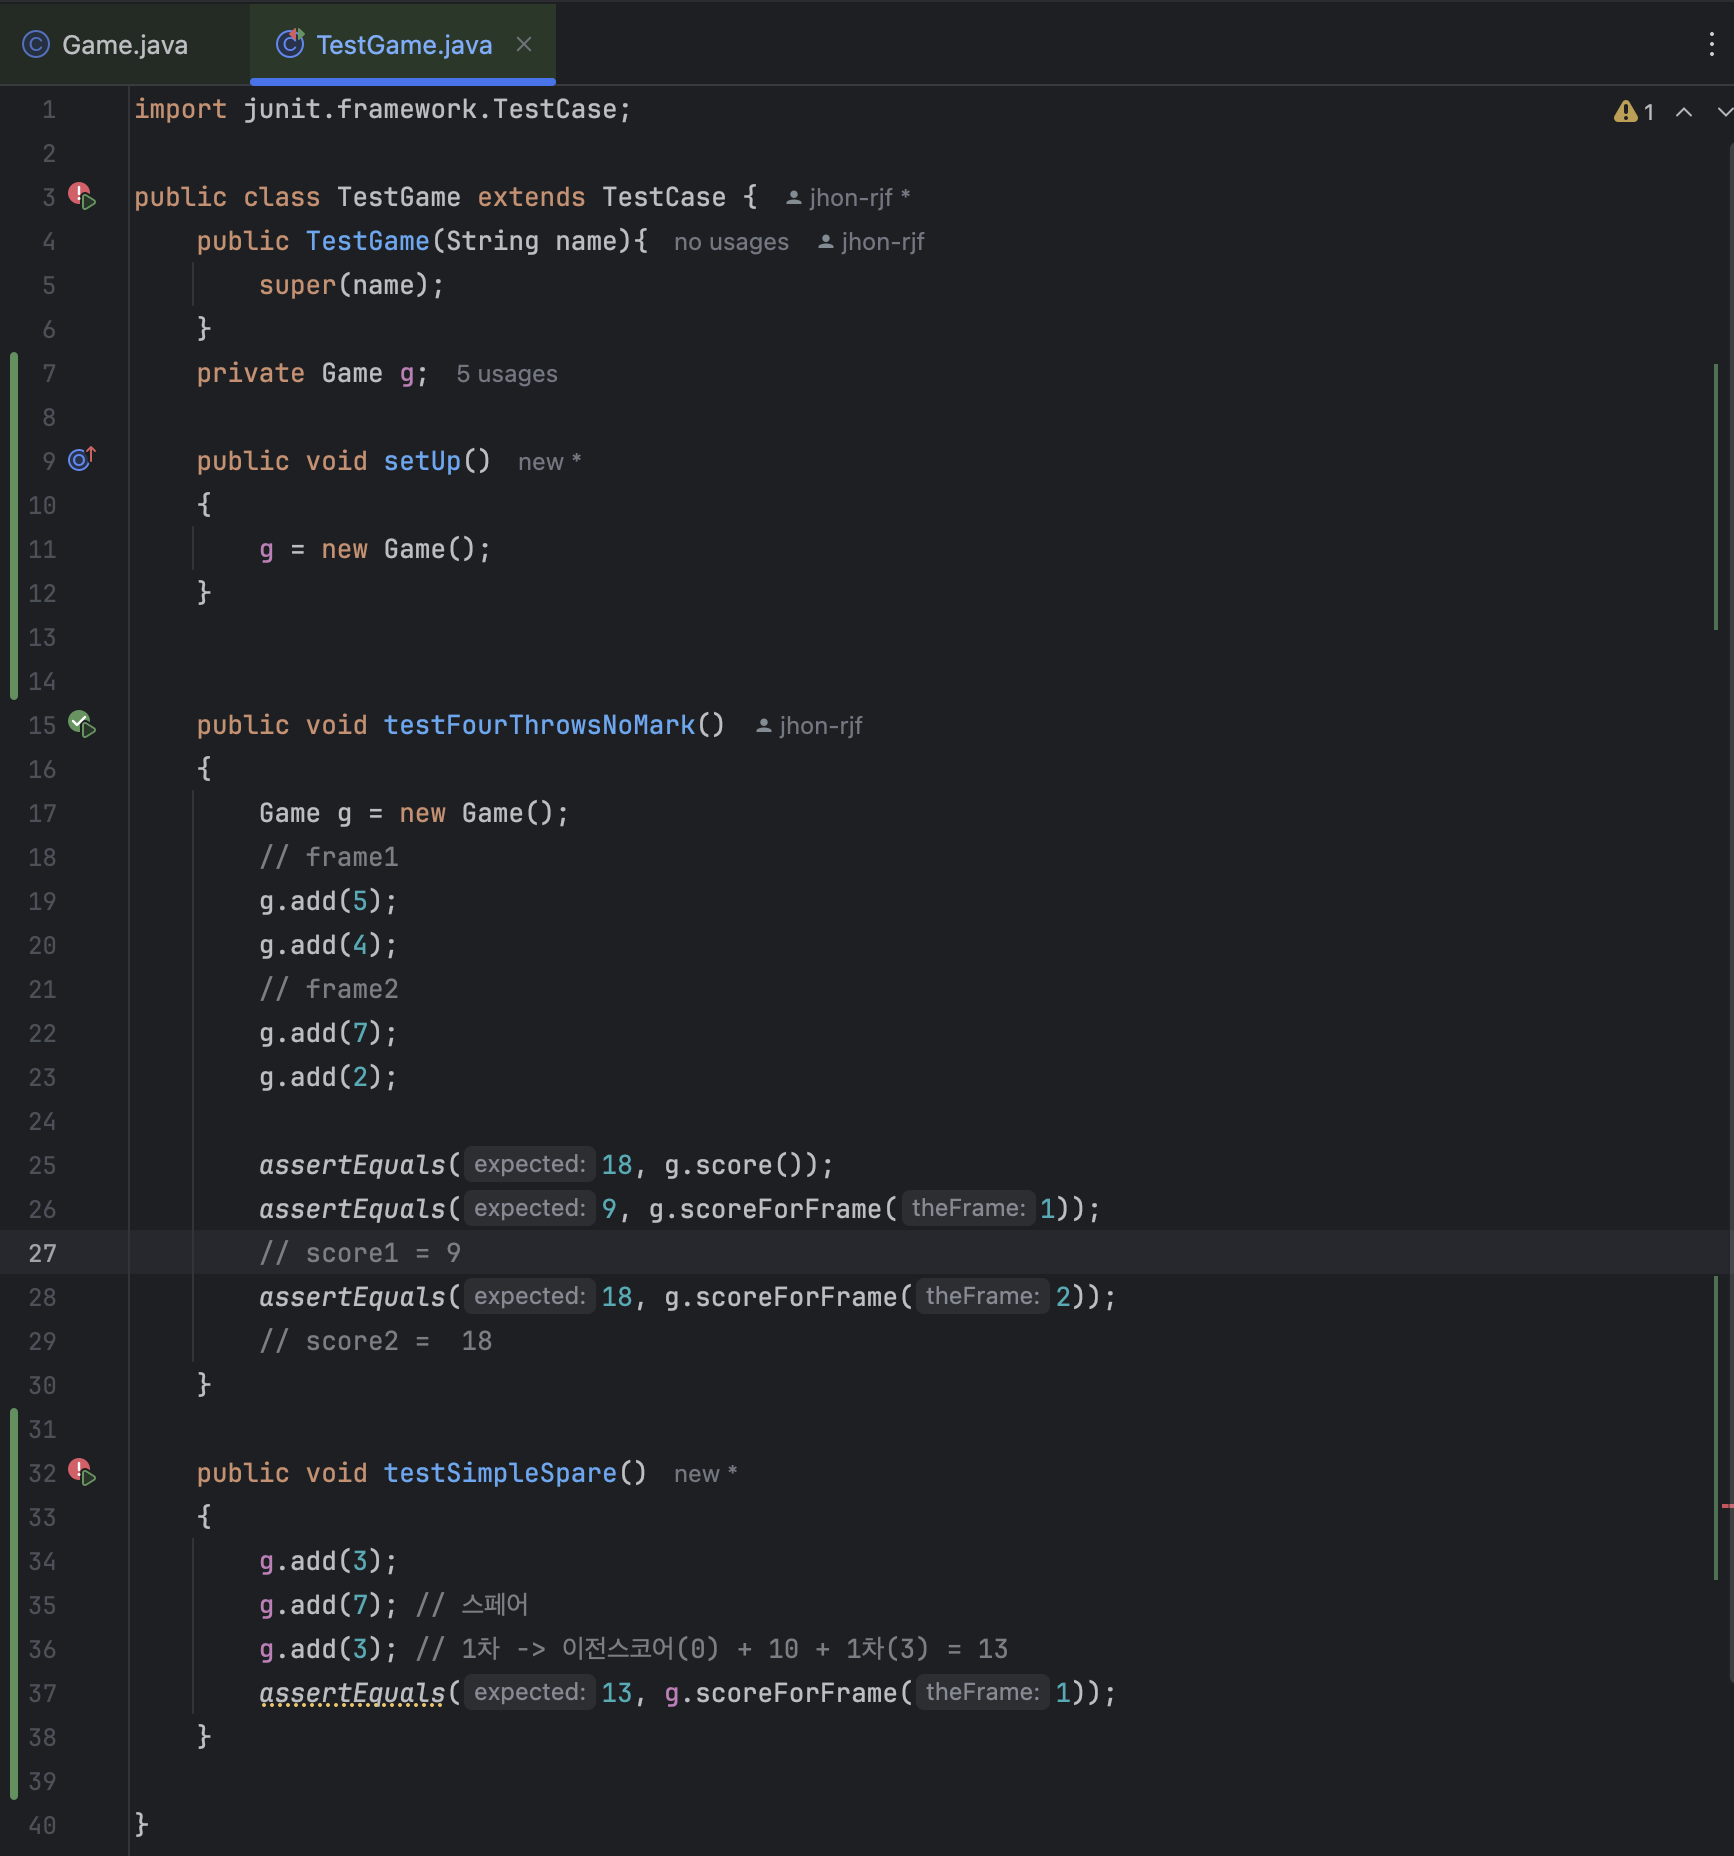 Game.java TestGame.java
1 import junit.framework.TestCase; 1
2
3 public class TestGame extends TestCase { jhon-rjf *
4 public TestGame(String name){ no usages jhon-rjf
5 super(name);
6 }
7 private Game g; 5 usages
8
9 public void setUp() new *
10 {
11 g = new Game();
12 }
13
14
15 public void testFourThrowsNoMark() jhon-rjf
16 {
17 Game g = new Game();
18 // frame1
19 g.add(5);
20 g.add(4);
21 // frame2
22 g.add(7);
23 g.add(2);
24
25 assertEquals( expected: 18, g.score());
26 assertEquals( expected: 9, g.scoreForFrame( theFrame: 1));
27 // score1 = 9
28 assertEquals( expected: 18, g.scoreForFrame( theFrame: 2));
29 // score2 =  18
30 }
31
32 public void testSimpleSpare() new *
33 {
34 g.add(3);
35 g.add(7); // 스페어
36 g.add(3); // 1차 -> 이전스코어(0) + 10 + 1차(3) = 13
37 assertEquals( expected: 13, g.scoreForFrame( theFrame: 1));
38 }
39
40 }